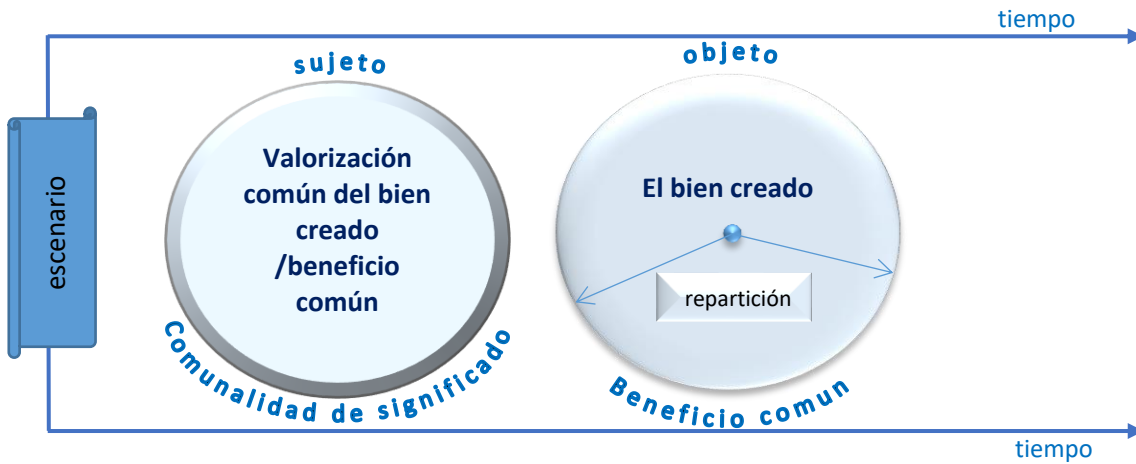 tiempo
sujeto
objeto
escenario
Valorización
común del bien
creado
/beneficio
común
El bien creado
repartición
Comunalidad de significado
Beneficio comun
tiempo